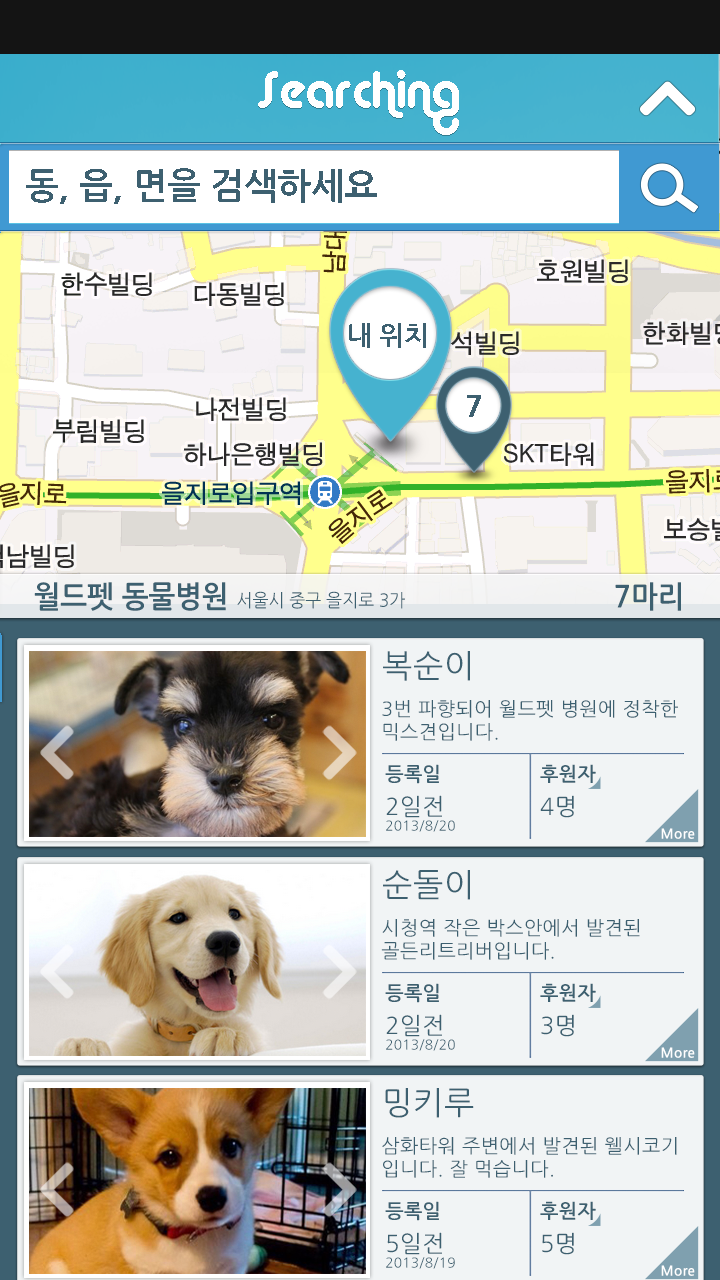 Searching
동, 읍, 면을 검색하세요
남대
한수빌딩
다동빌딩
호원빌딩
내 위치
석빌딩
한화빌딩
나전빌딩
7
부림빌딩
하나은행빌딩
SKT타워
을지로
을지로입구역
을지로
을지로
보승빌
남빌딩
월드펫 동물병원 서울시 중구 을지로 3가
7마리
복순이
3번 파향되어 월드펫 병원에 정착한
믹스견입니다.
등록일
후원자
2일전
4명
2013/8/20
More
순돌이
시청역 작은 박스안에서 발견된
골든리트리버입니다.
등록일
후원자
2일전
3명
2013/8/20
More
밍키루
삼화타워 주변에서 발견된 웰시코기
입니다. 잘 먹습니다.
등록일
후원자
5일전
5명
2013/8/19
More